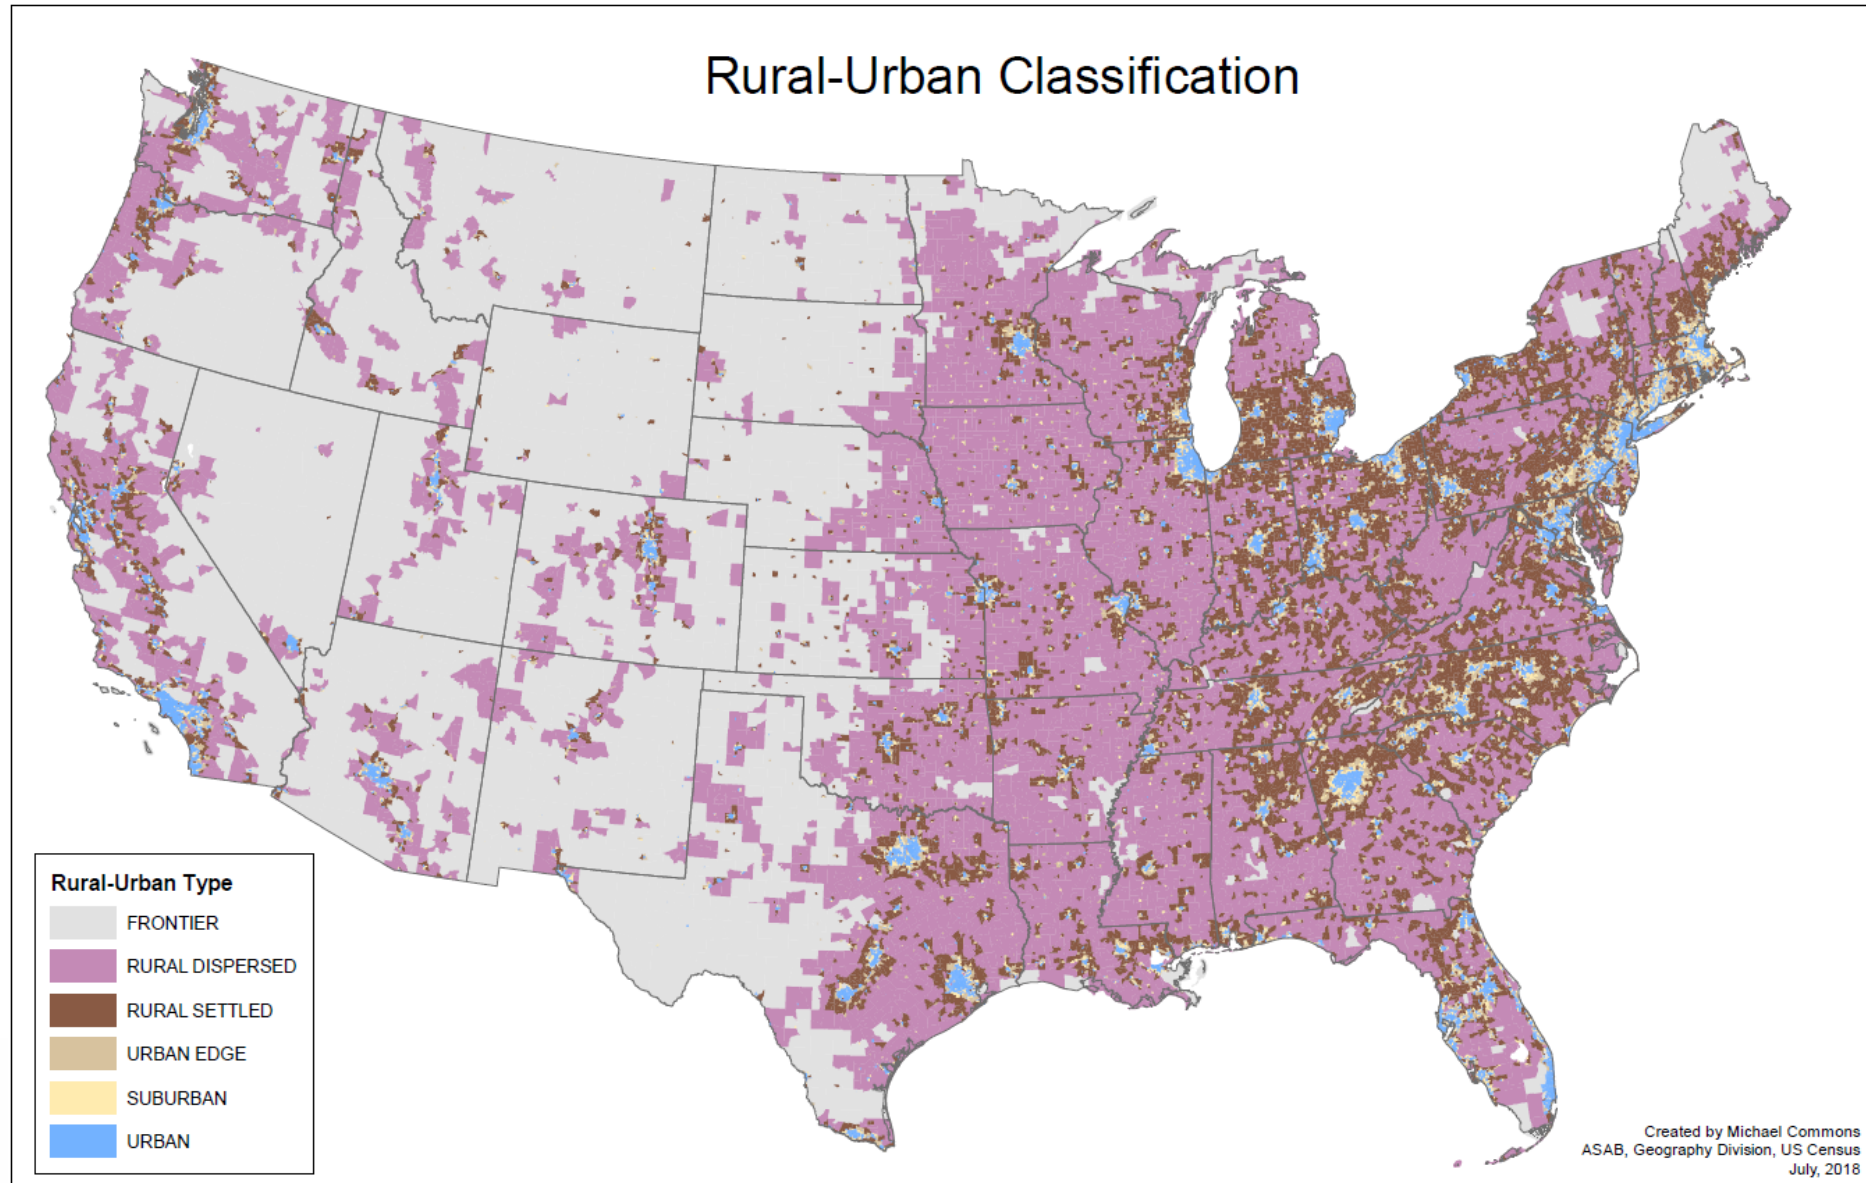 Rural-Urban Classification
Rural-Urban Type
FRONTIER
RURAL DISPERSED
RURAL SETTLED
URBAN EDGE
SUBURBAN
URBAN
Created by Michael Commons
ASAB, Geography Division, US Census
July, 2018